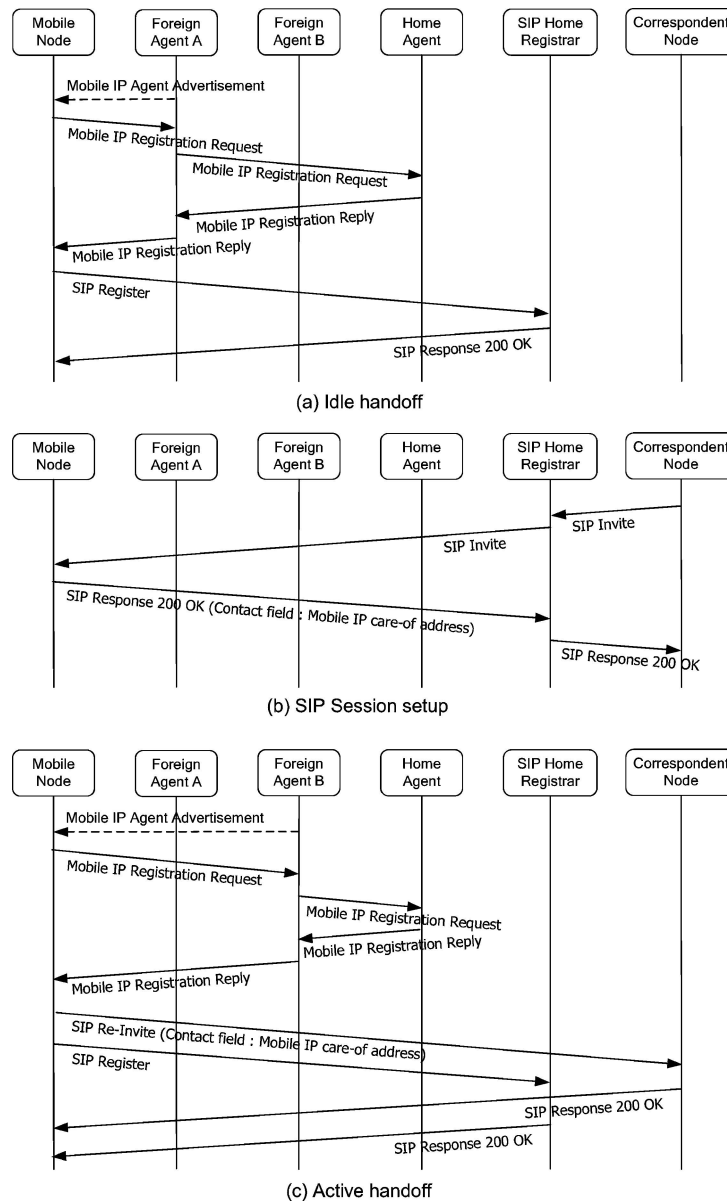 Mobile
Node
Foreign
Agent A
Foreign
Agent B
Home
Agent
SIP Home
Registrar
Correspondent
Node
Mobile IP Agent Advertisement
Mobile IP Registration Request
Mobile IP Registration Request
Mobile IP Registration Reply
Mobile IP Registration Reply
SIP Register
SIP Response 200 OK
(a) Idle handoff
Mobile
Node
Foreign
Agent A
Foreign
Agent B
Home
Agent
SIP Home
Registrar
Correspondent
Node
SIP Invite
SIP Invite
SIP Response 200 OK (Contact field : Mobile IP care-of address)
SIP Response 200 OK
(b) SIP Session setup
Mobile
Node
Foreign
Agent A
Foreign
Agent B
Home
Agent
SIP Home
Registrar
Correspondent
Node
Mobile IP Agent Advertisement
Mobile IP Registration Request
Mobile IP Registration Request
Mobile IP Registration Reply
Mobile IP Registration Reply
SIP Re-Invite (Contact field : Mobile IP care-of address)
SIP Register
SIP Response 200 OK
SIP Response 200 OK
(c) Active handoff